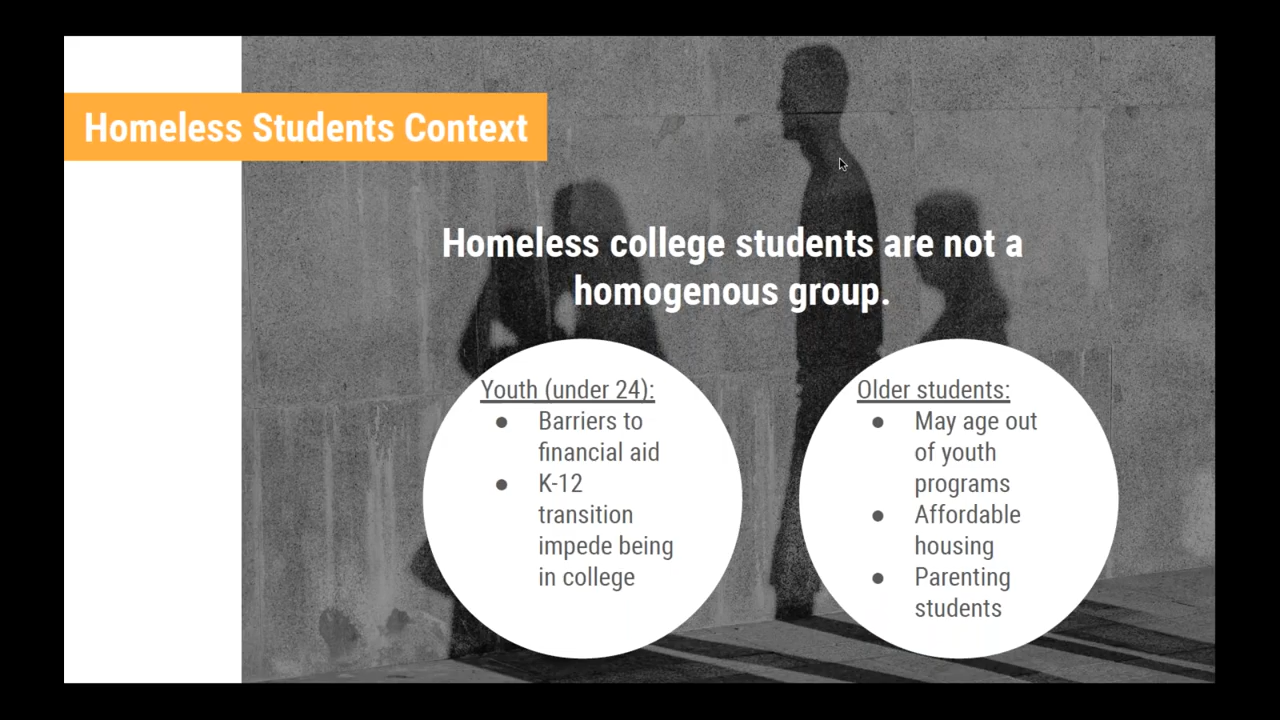 Homeless Students Context
Homeless college students are not a
homogenous group.
Youth (under 24):
● Barriers to
financial aid
● K-12
transition
impede being
in college
Older students:
● May age out
of youth
programs
● Affordable
housing
● Parenting
students